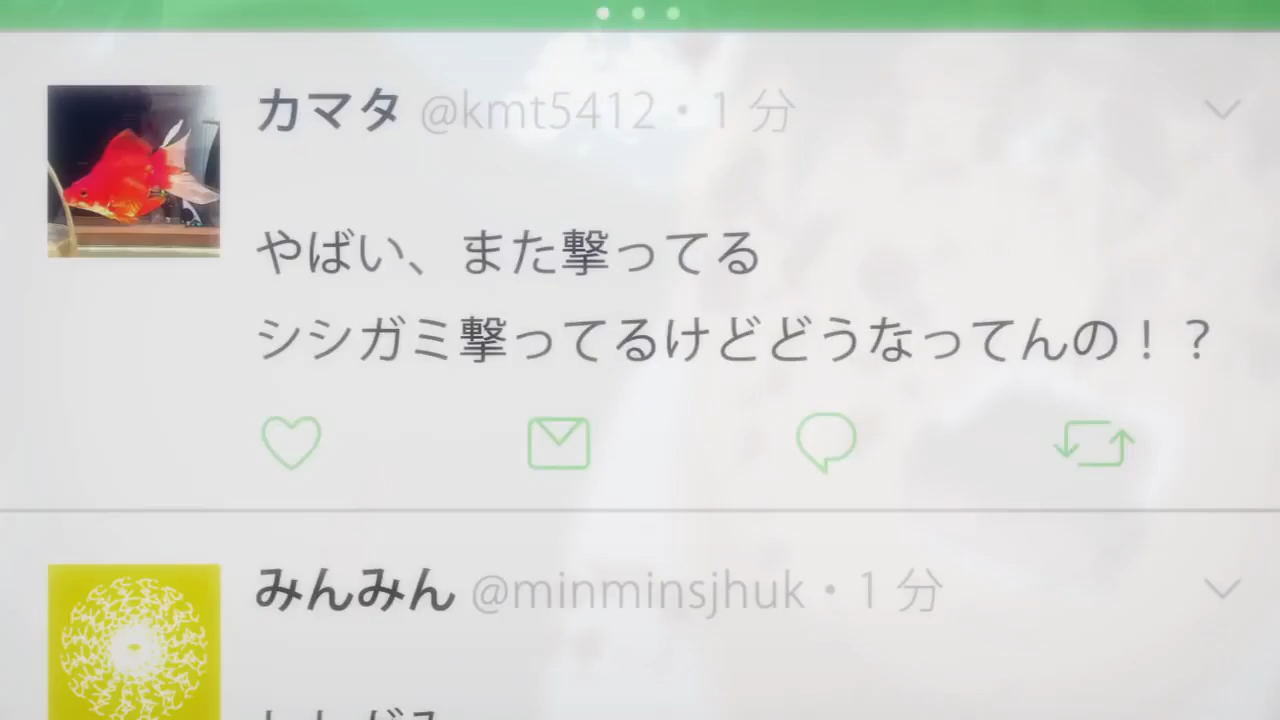 カマタ @kmt5412・1 分
やばい、また撃ってる
シシガミ撃ってるけどどうなってんの！？
みんみん @minminsjhuk・1 分